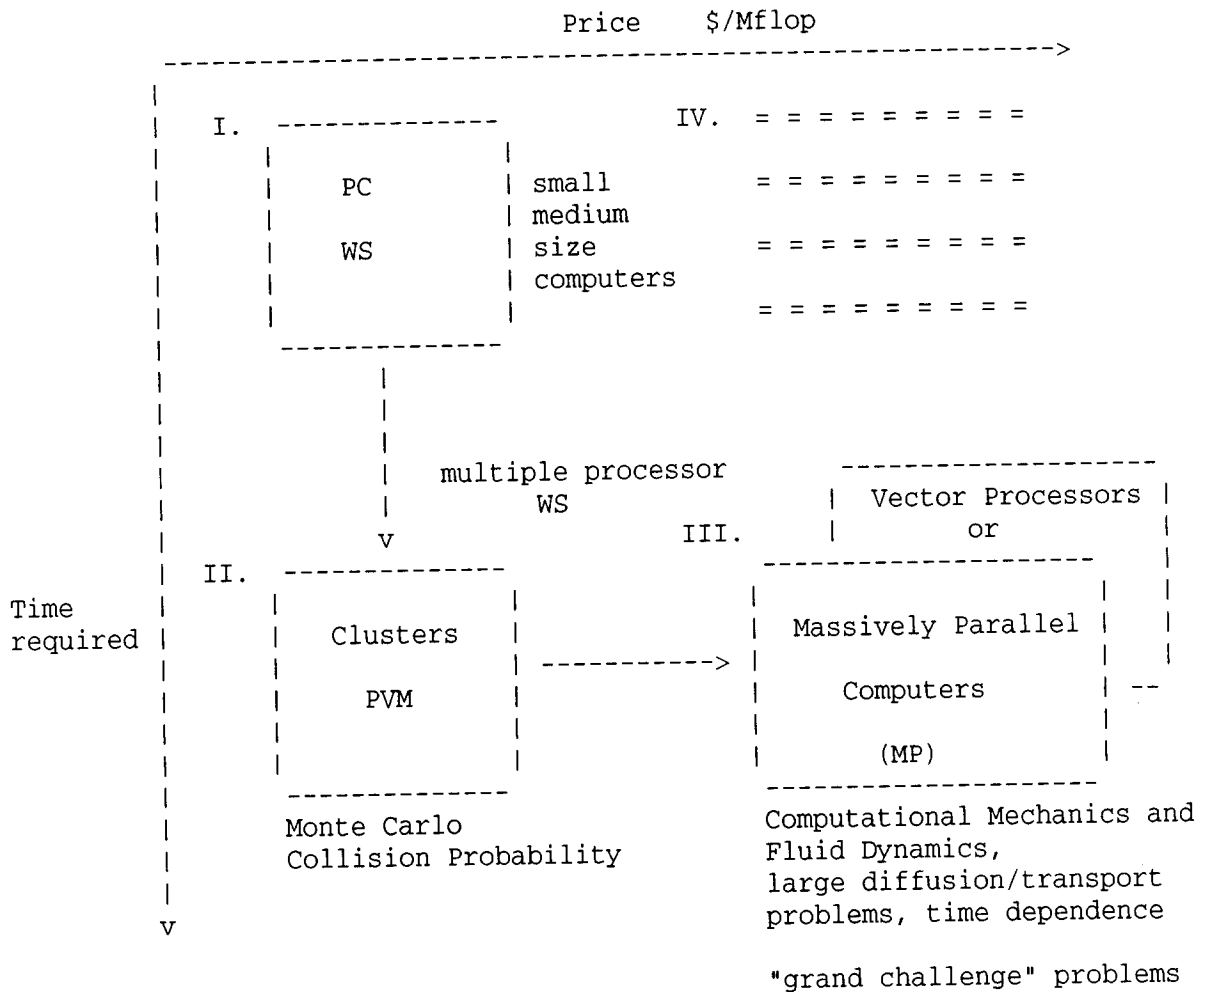 Price $/Mflop
I.
PC
WS
small
medium
size
computers
IV. = = = = = = = = =
= = = = = = = = =
= = = = = = = = =
= = = = = = = = =
multiple processor
WS
v
III.
Vector Processors
or
II.
Clusters
PVM
Massively Parallel
Computers
(MP)
Time
required
Monte Carlo
Collision Probability
v
Computational Mechanics and
Fluid Dynamics,
large diffusion/transport
problems, time dependence
"grand challenge" problems